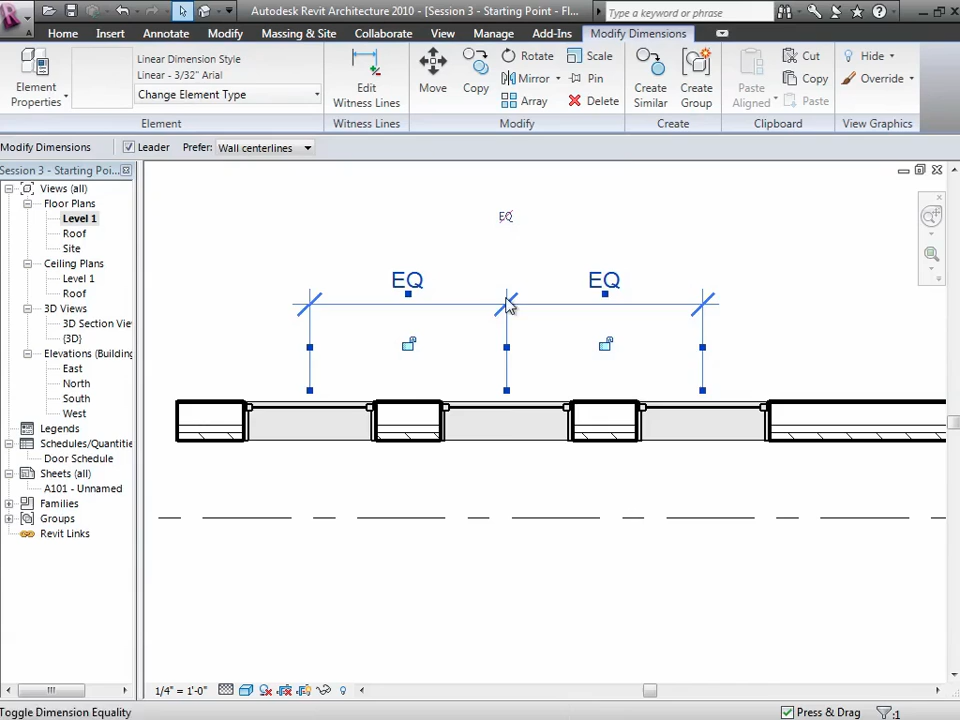 Autodesk Revit Architecture 2010 - [Session 3 - Starting Point - Fl...
Type a keyword or phrase
Home Insert Annotate Modify Massing & Site Collaborate View Manage Add-Ins Modify Dimensions
Element
Properties
Linear Dimension Style
Linear - 3/32" Arial
Change Element Type
Edit
Witness Lines
Move
Copy
Rotate
Mirror
Array
Scale
Pin
Delete
Create
Similar
Create
Group
Paste
Aligned
Cut
Copy
Paste
Hide
Override
Element Witness Lines Modify Create Clipboard View Graphics
Modify Dimensions Leader Prefer: Wall centerlines
Session 3 - Starting Poi...
Views (all)
Floor Plans
Level 1
Roof
Site
Ceiling Plans
Level 1
Roof
3D Views
3D Section Vie
{3D}
Elevations (Building
East
North
South
West
Legends
Schedules/Quantitie
Door Schedule
Sheets (all)
A101 - Unnamed
Families
Groups
Revit Links
EQ
EQ EQ
1/4" = 1'-0"
Toggle Dimension Equality
Press & Drag
:1